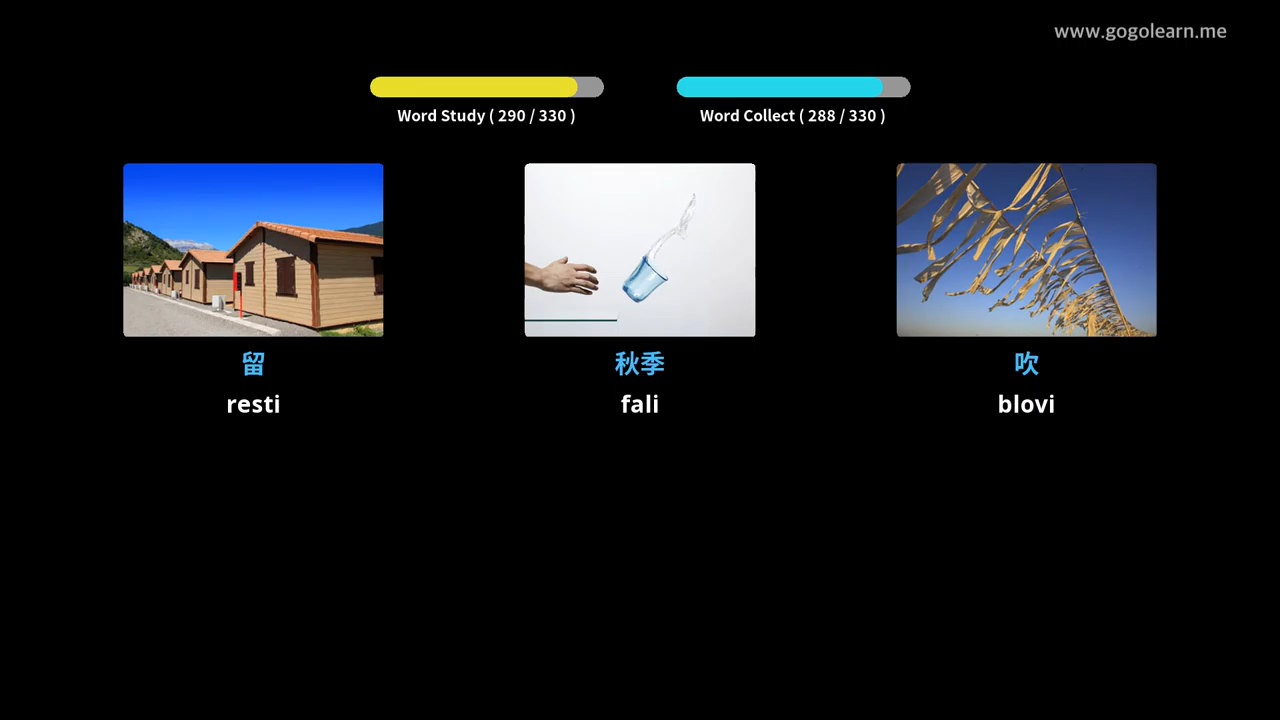 www.gogolearn.me
Word Study ( 290 / 330 )
Word Collect ( 288 / 330 )
留
resti
秋季
fali
吹
blovi